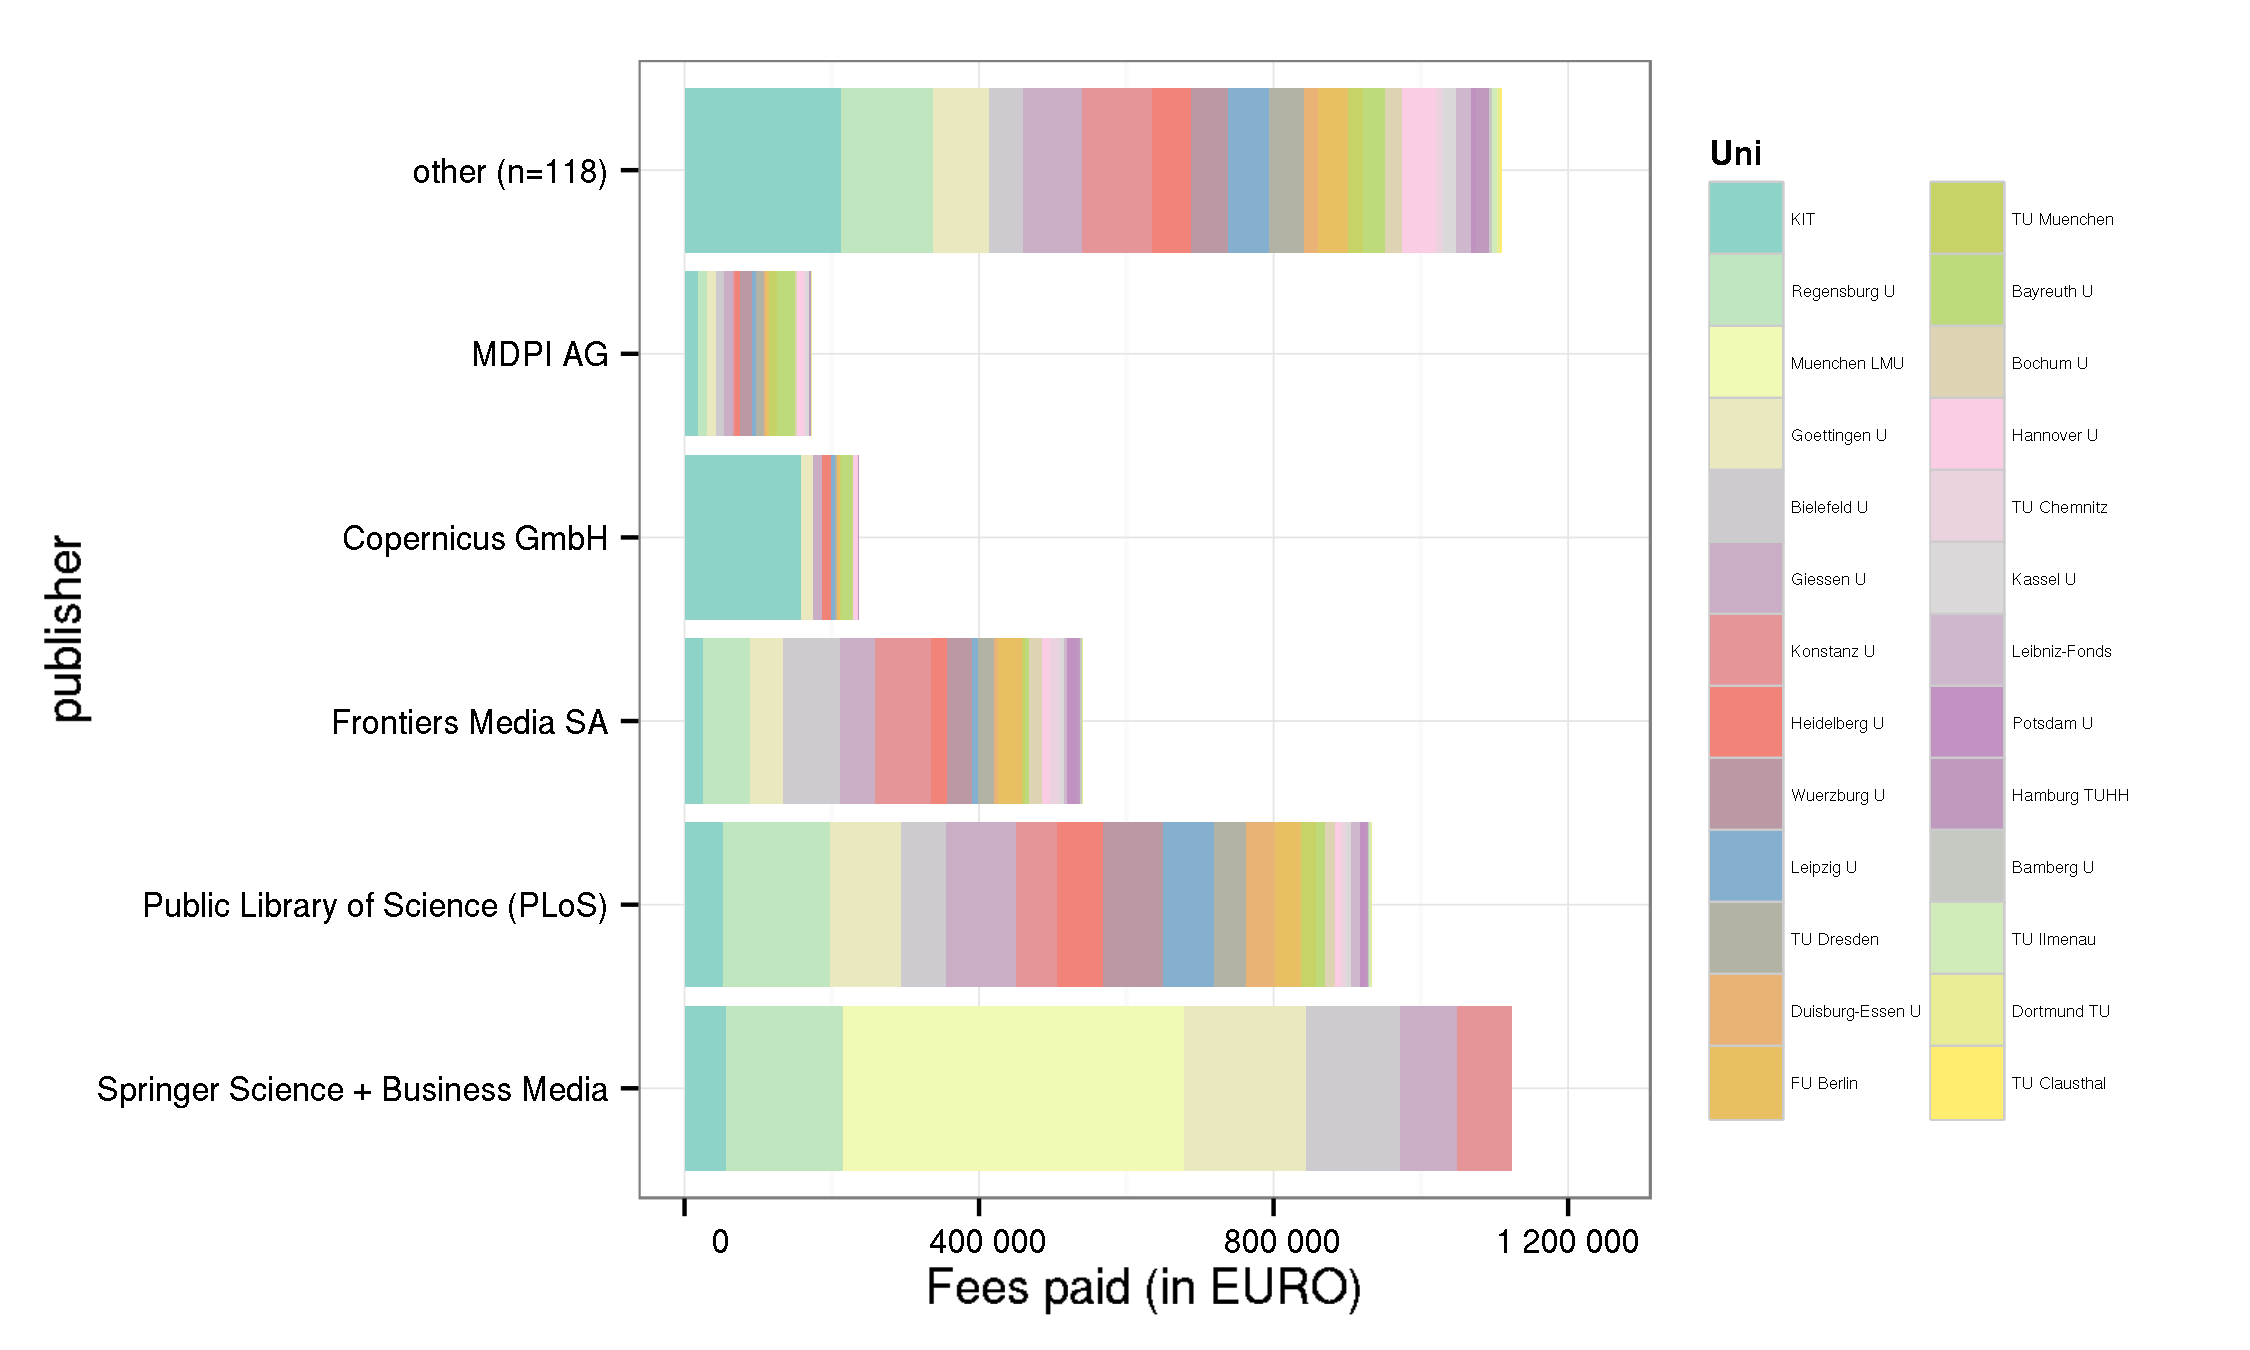 publisher
other (n=118)
MDPI AG
Copernicus GmbH
Frontiers Media SA
Public Library of Science (PLoS)
Springer Science + Business Media
0
400 000
800 000
1 200 000
Fees paid (in EURO)
Uni
KIT
Regensburg U
Muenchen LMU
Goettingen U
Bielefeld U
Giessen U
Konstanz U
Heidelberg U
Wuerzburg U
Leipzig U
TU Dresden
Duisburg-Essen U
FU Berlin
TU Muenchen
Bayreuth U
Bochum U
Hannover U
TU Chemnitz
Kassel U
Leibniz-Fonds
Potsdam U
Hamburg TUHH
Bamberg U
TU Ilmenau
Dortmund TU
TU Clausthal